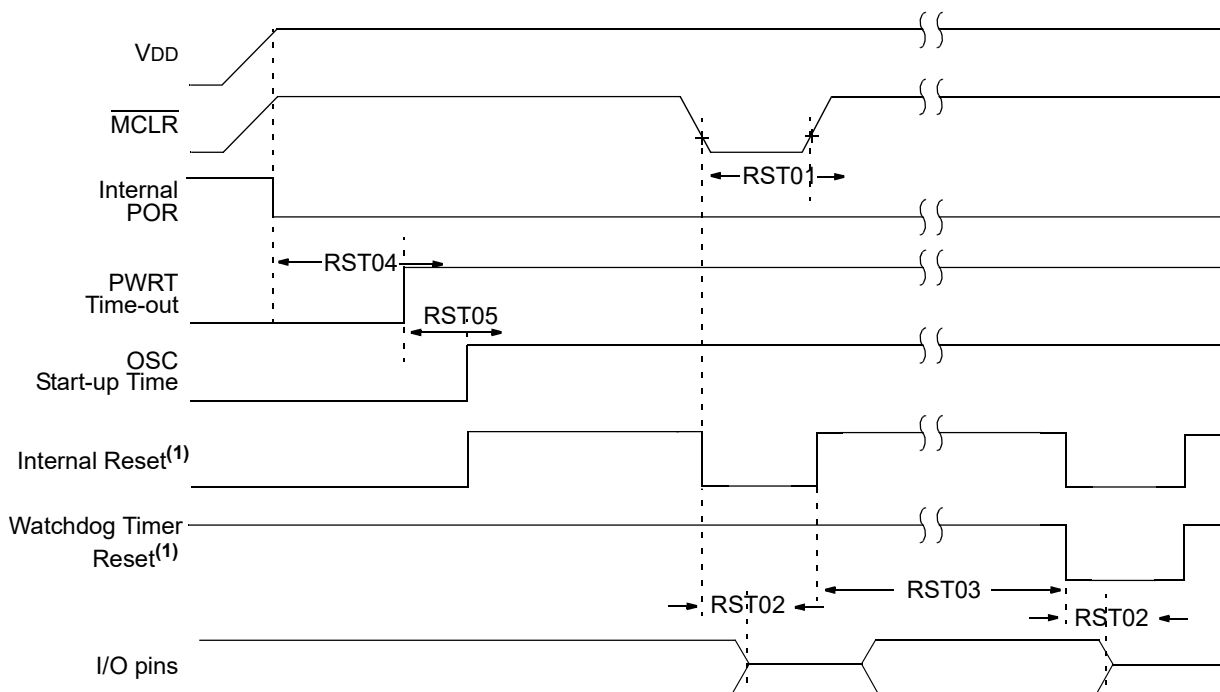 VDD
MCLR
RST01
Internal
POR
RST04
PWRT
Time-out
RST05
OSC
Start-up Time
Internal Reset(1)
Watchdog Timer
Reset(1)
RST03
RST02
RST02
I/O pins